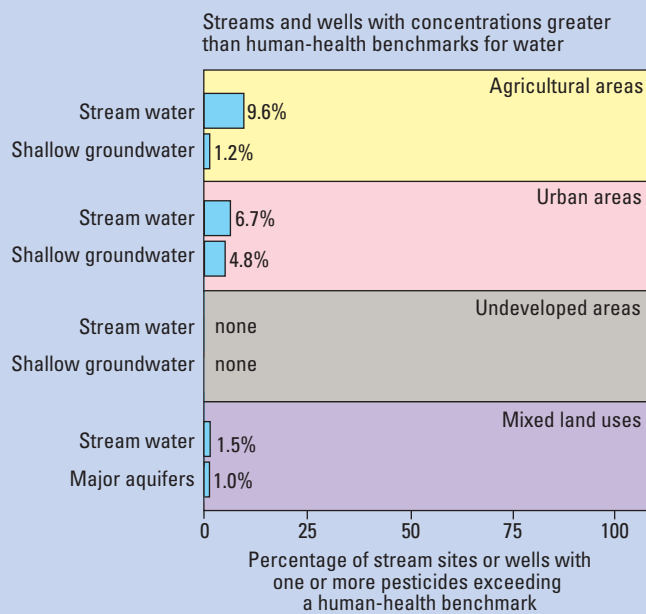 Streams and wells with concentrations greater
than human-health benchmarks for water
Agricultural areas
Stream water 9.6%
Shallow groundwater 1.2%
Urban areas
Stream water 6.7%
Shallow groundwater 4.8%
Undeveloped areas
Stream water none
Shallow groundwater none
Mixed land uses
Stream water 1.5%
Major aquifers 1.0%
0 25 50 75 100
Percentage of stream sites or wells with
one or more pesticides exceeding
a human-health benchmark